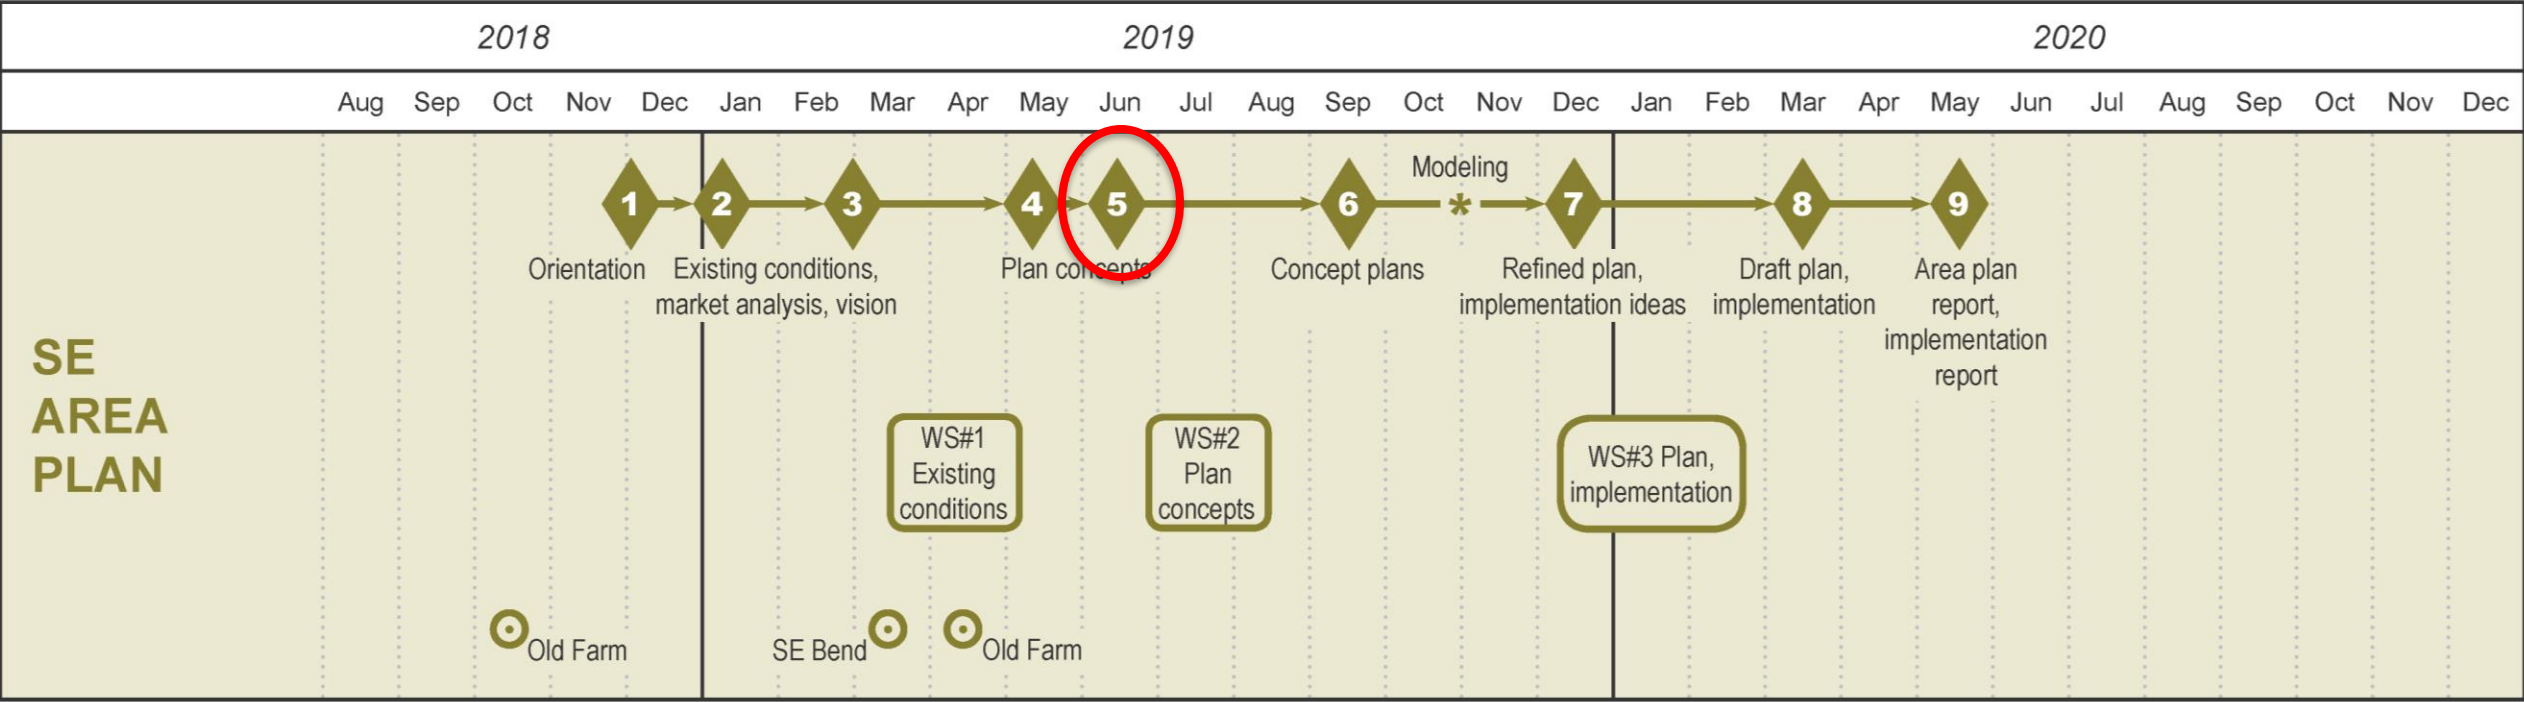 2018 2019 2020
Aug Sep Oct Nov Dec Jan Feb Mar Apr May Jun Jul Aug Sep Oct Nov Dec Jan Feb Mar Apr May Jun Jul Aug Sep Oct Nov Dec
SE
AREA
PLAN
Modeling
1 2 3 4 5 6 * 7 8 9
Orientation
Existing conditions,
market analysis, vision
Plan concepts
Concept plans
Refined plan,
implementation ideas
Draft plan,
implementation
Area plan
report,
implementation
report
WS#1
Existing
conditions
WS#2
Plan
concepts
WS#3 Plan,
implementation
Old Farm
SE Bend
Old Farm